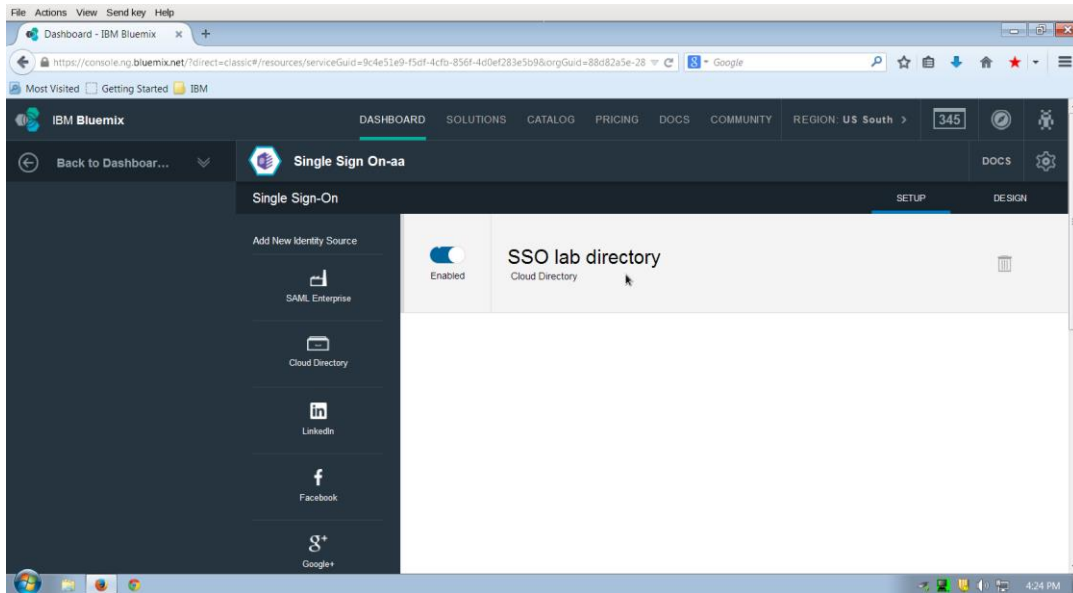 File Actions View Send key Help
Dashboard - IBM Bluemix × +
https://console.ng.bluemix.net/?direct=classic#/resources/serviceGuid=9c4e51e9-f5df-4cfb-856f-4d0ef283e5b9&orgGuid=88d82a5e-28 Google
Most Visited Getting Started IBM
IBM Bluemix DASHBOARD SOLUTIONS CATALOG PRICING DOCS COMMUNITY REGION: US South > 345
Back to Dashboar... Single Sign On-aa DOCS
Single Sign-On SETUP DESIGN
Add New Identity Source
SAML Enterprise
Cloud Directory
LinkedIn
Facebook
Google+
Enabled
SSO lab directory
Cloud Directory
4:24 PM